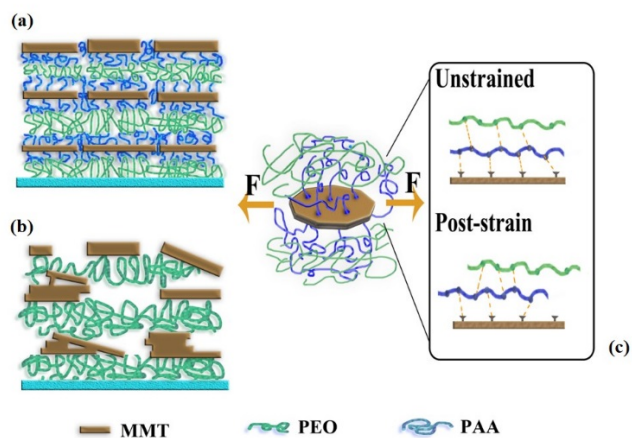 (a)
(b)
F
F
Unstrained
Post-strain
(c)
MMT
PEO
PAA